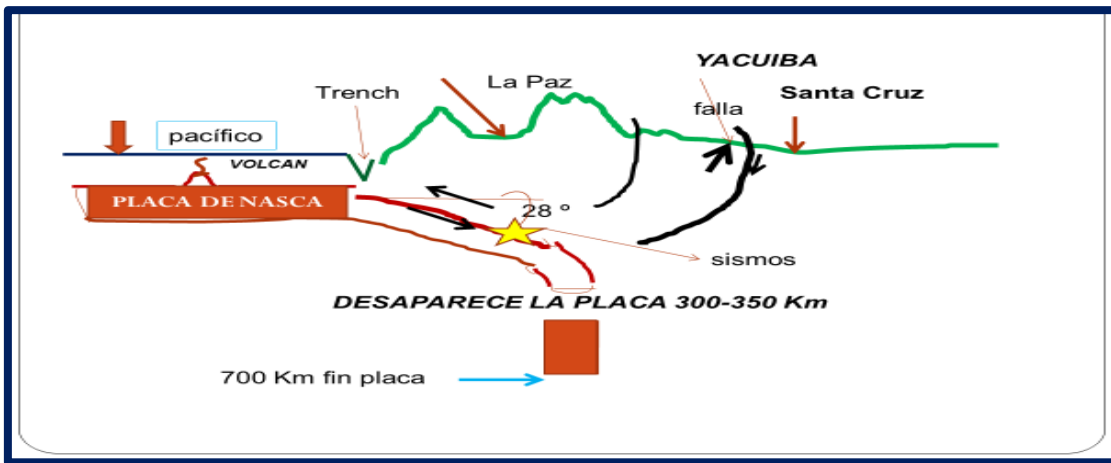 YACUIBA
La Paz
Trench
falla
Santa Cruz
pacífico
VOLCAN
PLACA DE NASCA
28 º
sismos
DESAPARECE LA PLACA 300-350 Km
700 Km fin placa